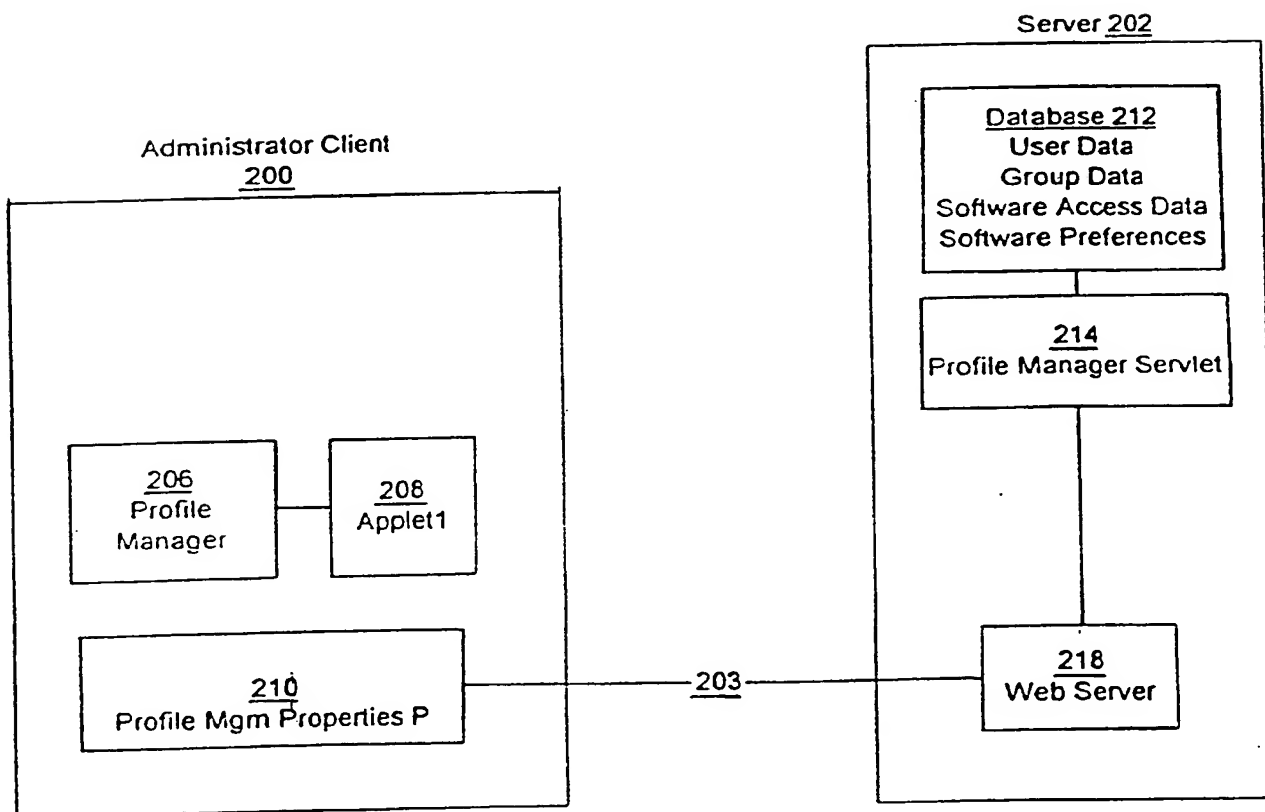 Server 202
Database 212
User Data
Group Data
Software Access Data
Software Preferences
214
Profile Manager Servlet
218
Web Server
203
Administrator Client
200
206
Profile
Manager
208
Applet1
210
Profile Mgm Properties P